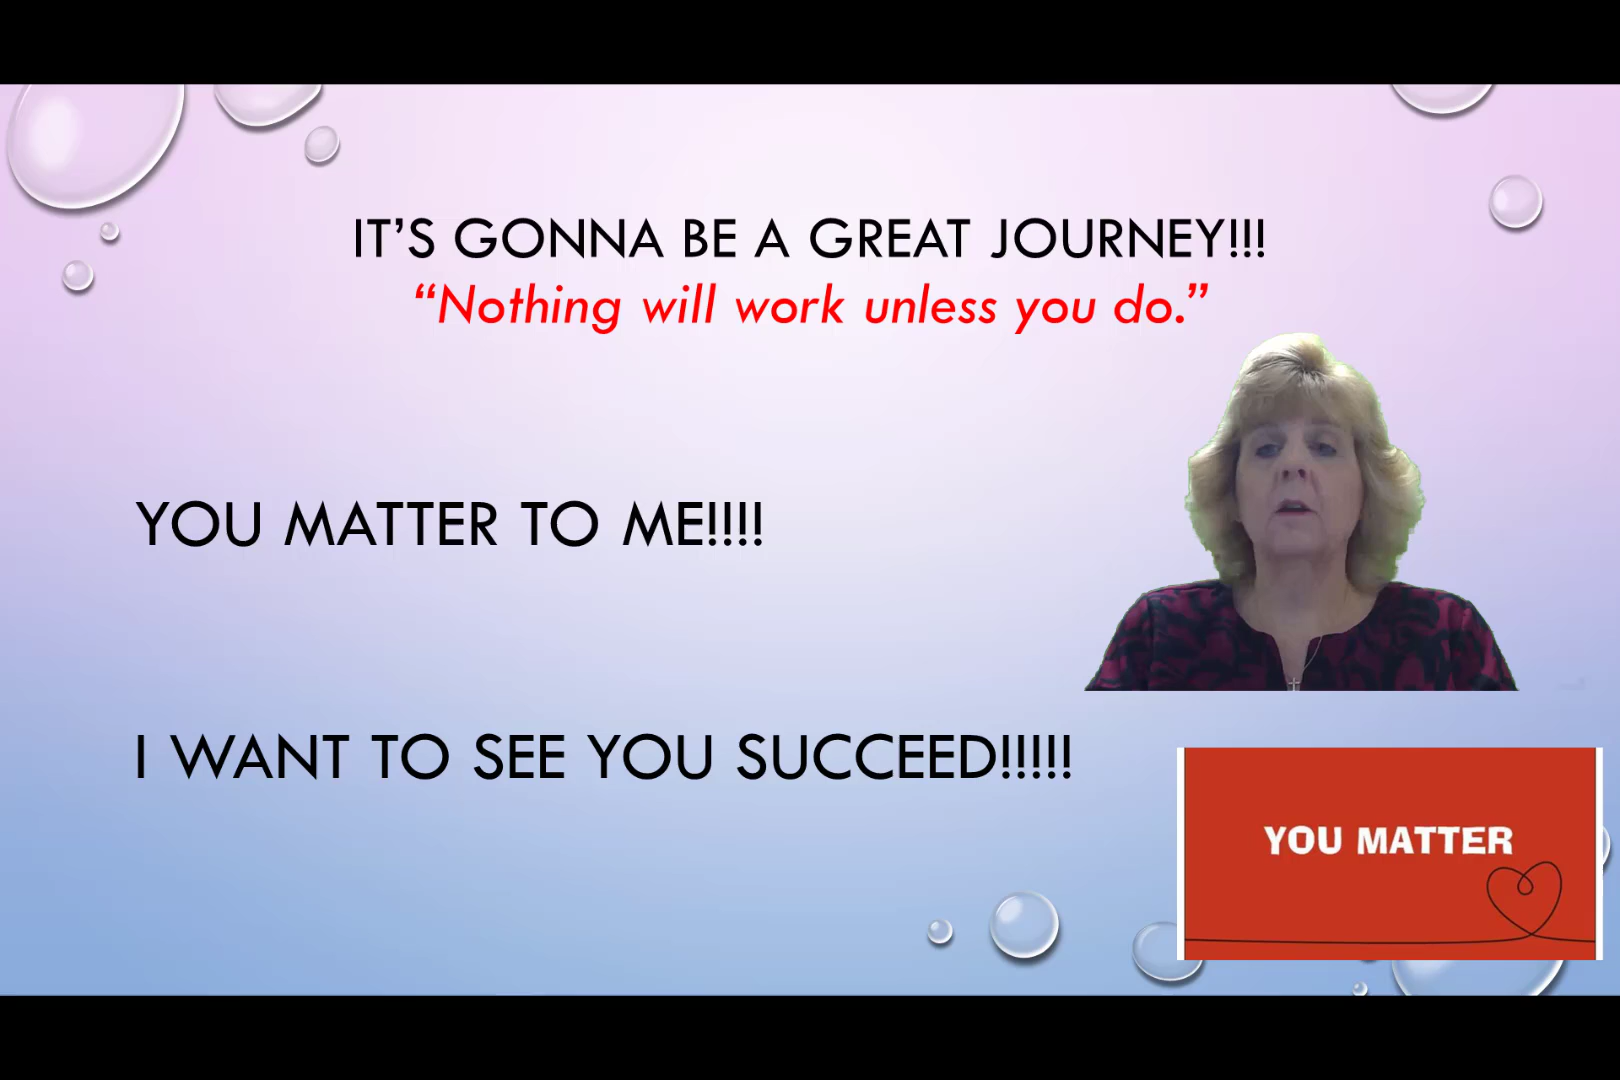 IT’S GONNA BE A GREAT JOURNEY!!!
“Nothing will work unless you do.”
YOU MATTER TO ME!!!!
I WANT TO SEE YOU SUCCEED!!!!!
YOU MATTER